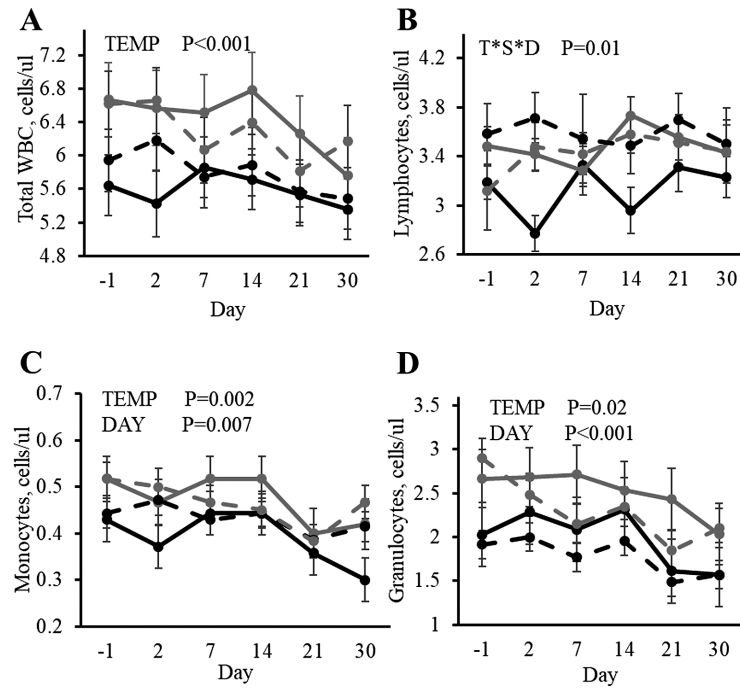 A
TEMP P<0.001
Total WBC, cells/ul
7.2
6.8
6.4
6
5.6
5.2
4.8
-1 2 7 14 21 30
Day
B
T*S*D P=0.01
Lymphocytes, cells/ul
4.2
3.8
3.4
3
2.6
-1 2 7 14 21 30
Day
C
TEMP P=0.002
DAY P=0.007
Monocytes, cells/ul
0.7
0.6
0.5
0.4
0.3
0.2
-1 2 7 14 21 30
Day
D
TEMP P=0.02
DAY P<0.001
Granulocytes, cells/ul
3.5
3
2.5
2
1.5
1
-1 2 7 14 21 30
Day